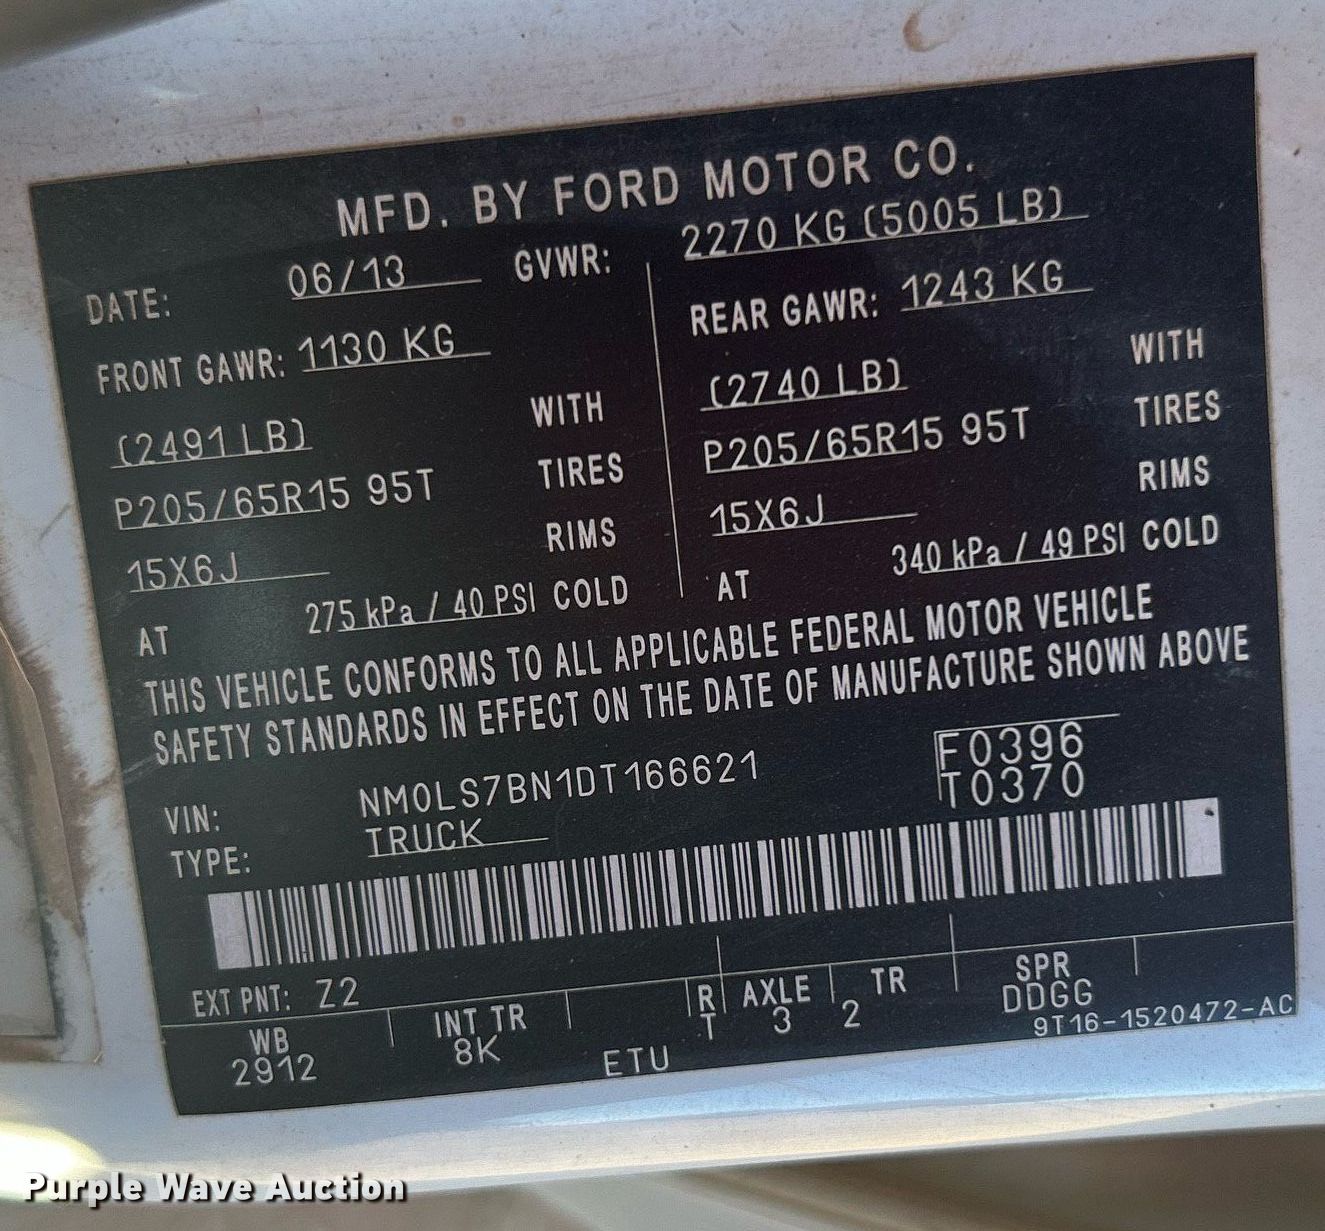 MFD. BY FORD MOTOR CO.
DATE: 06/13 GVWR: 2270 KG (5005 LB)
FRONT GAWR: 1130 KG REAR GAWR: 1243 KG
(2491 LB) WITH (2740 LB) WITH
P205/65R15 95T TIRES P205/65R15 95T TIRES
15X6J RIMS 15X6J RIMS
AT 275 kPa / 40 PSI COLD AT 340 kPa / 49 PSI COLD
THIS VEHICLE CONFORMS TO ALL APPLICABLE FEDERAL MOTOR VEHICLE
SAFETY STANDARDS IN EFFECT ON THE DATE OF MANUFACTURE SHOWN ABOVE
VIN: NM0LS7BN1DT166621 F0396
TYPE: TRUCK T0370
EXT PNT: Z2 RT AXLE TR SPR
WB INT TR 3 2 DDGG
2912 8K ETU 9T16-1520472-AC
Purple Wave Auction